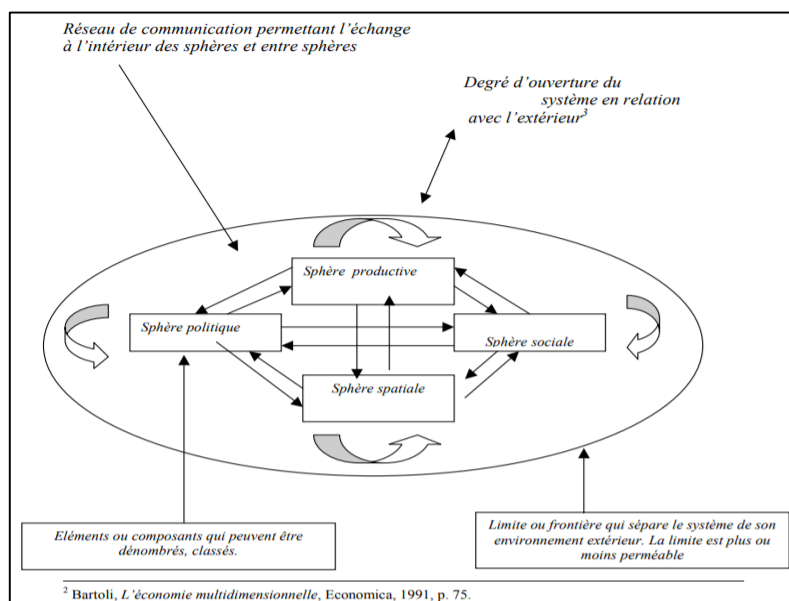 Réseau de communication permettant l’échange
à l’intérieur des sphères et entre sphères
Degré d’ouverture du
système en relation
avec l’extérieur³
Sphère productive
Sphère politique
Sphère sociale
Sphère spatiale
Eléments ou composants qui peuvent être
dénombrés, classés.
Limite ou frontière qui sépare le système de son
environnement extérieur. La limite est plus ou
moins perméable
² Bartoli, L’économie multidimensionnelle, Economica, 1991, p. 75.